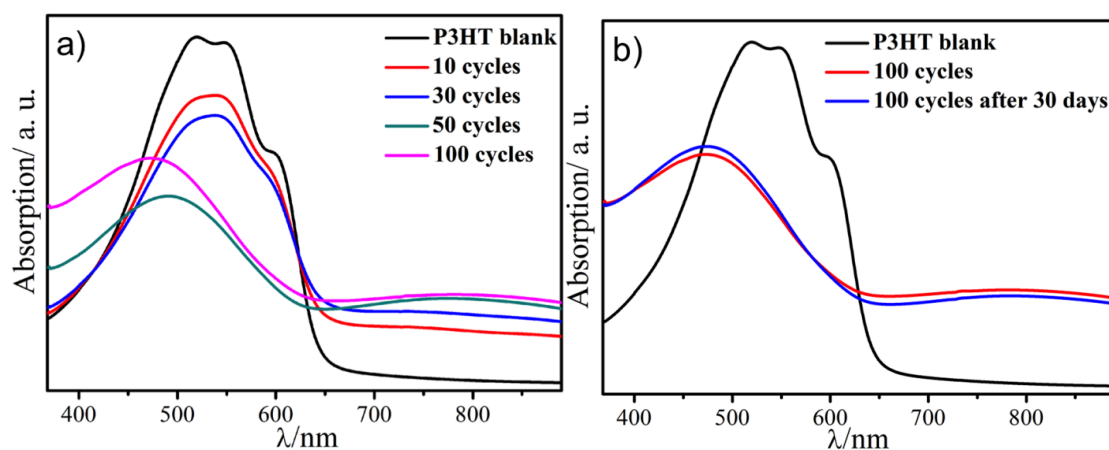 a)
P3HT blank
10 cycles
30 cycles
50 cycles
100 cycles
Absorption/ a. u.
400 500 600 700 800
λ/nm
b)
P3HT blank
100 cycles
100 cycles after 30 days
Absorption/ a. u.
400 500 600 700 800
λ/nm